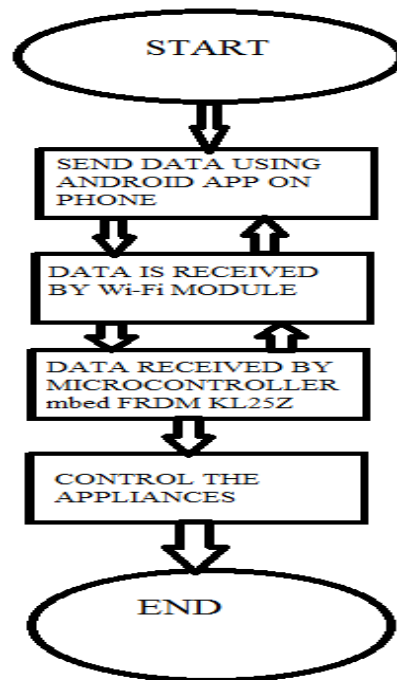 START
SEND DATA USING
ANDROID APP ON
PHONE
DATA IS RECEIVED
BY Wi-Fi MODULE
DATA RECEIVED BY
MICROCONTROLLER
mbed FRDM KL25Z
CONTROL THE
APPLIANCES
END